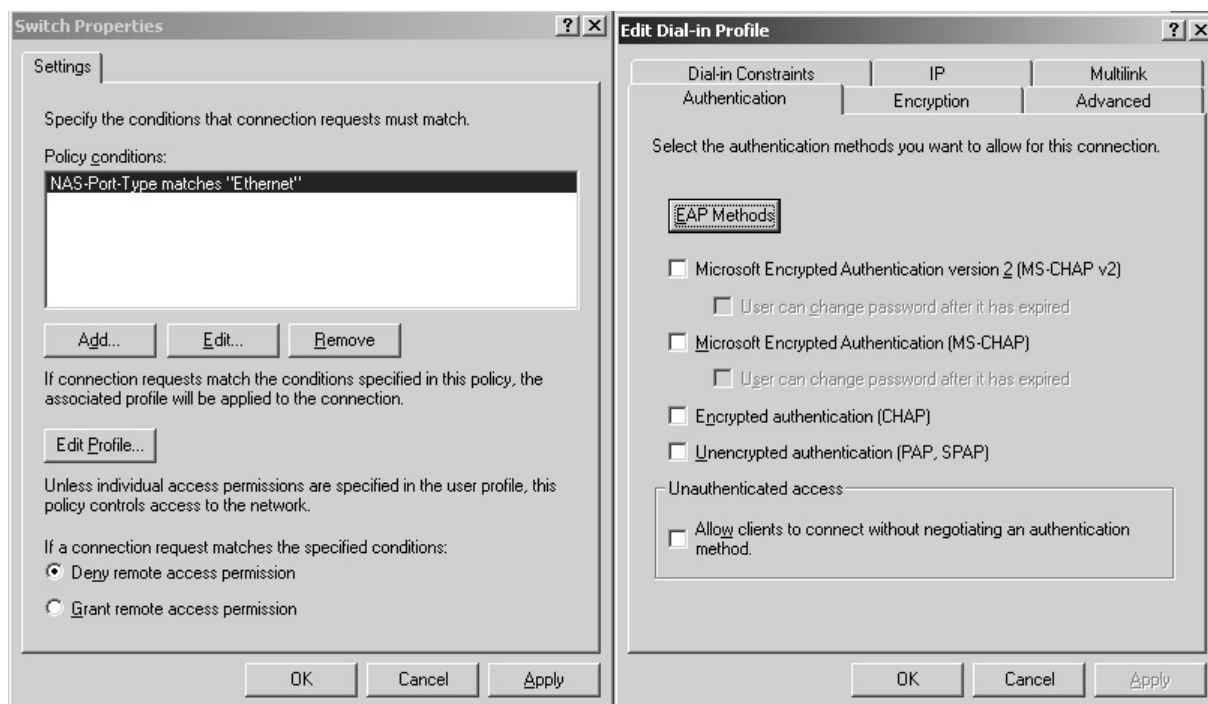 Switch Properties
Settings
Specify the conditions that connection requests must match.
Policy conditions:
NAS-Port-Type matches "Ethernet"
Add...
Edit...
Remove
If connection requests match the conditions specified in this policy, the
associated profile will be applied to the connection.
Edit Profile...
Unless individual access permissions are specified in the user profile, this
policy controls access to the network.
If a connection request matches the specified conditions:
Deny remote access permission
Grant remote access permission
OK
Cancel
Apply
Edit Dial-in Profile
Dial-in Constraints
IP
Multilink
Authentication
Encryption
Advanced
Select the authentication methods you want to allow for this connection.
EAP Methods
Microsoft Encrypted Authentication version 2 (MS-CHAP v2)
User can change password after it has expired
Microsoft Encrypted Authentication (MS-CHAP)
User can change password after it has expired
Encrypted authentication (CHAP)
Unencrypted authentication (PAP, SPAP)
Unauthenticated access
Allow clients to connect without negotiating an authentication
method.
OK
Cancel
Apply